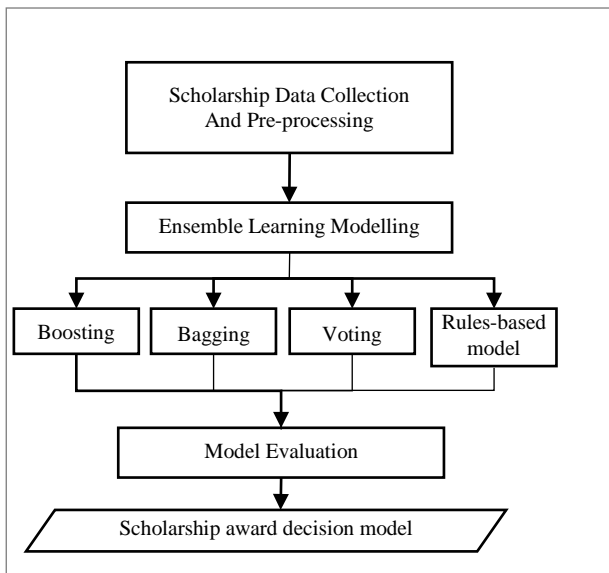 Scholarship Data Collection
And Pre-processing
Ensemble Learning Modelling
Boosting
Bagging
Voting
Rules-based
model
Model Evaluation
Scholarship award decision model